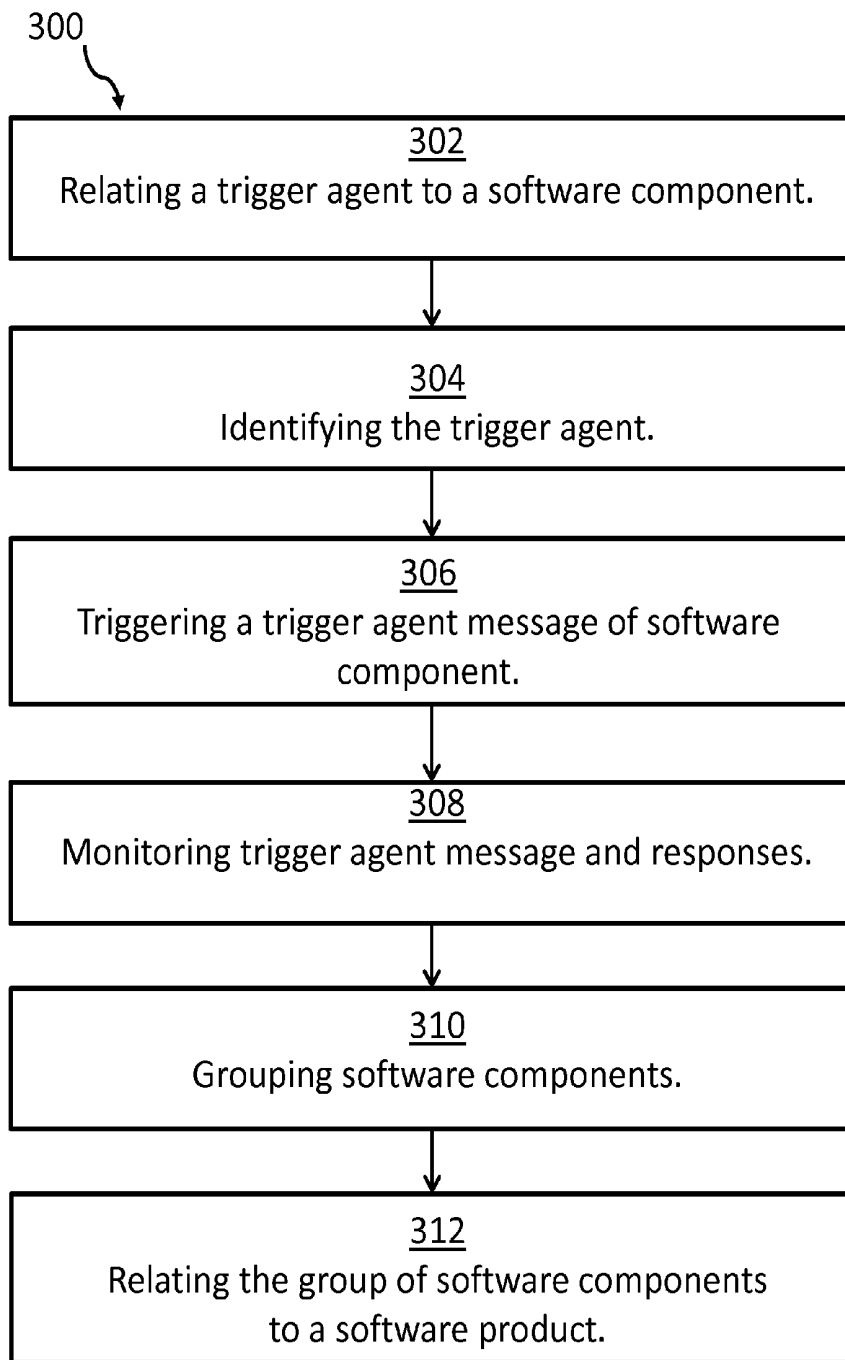 300
302
Relating a trigger agent to a software component.
304
Identifying the trigger agent.
306
Triggering a trigger agent message of software
component.
308
Monitoring trigger agent message and responses.
310
Grouping software components.
312
Relating the group of software components
to a software product.